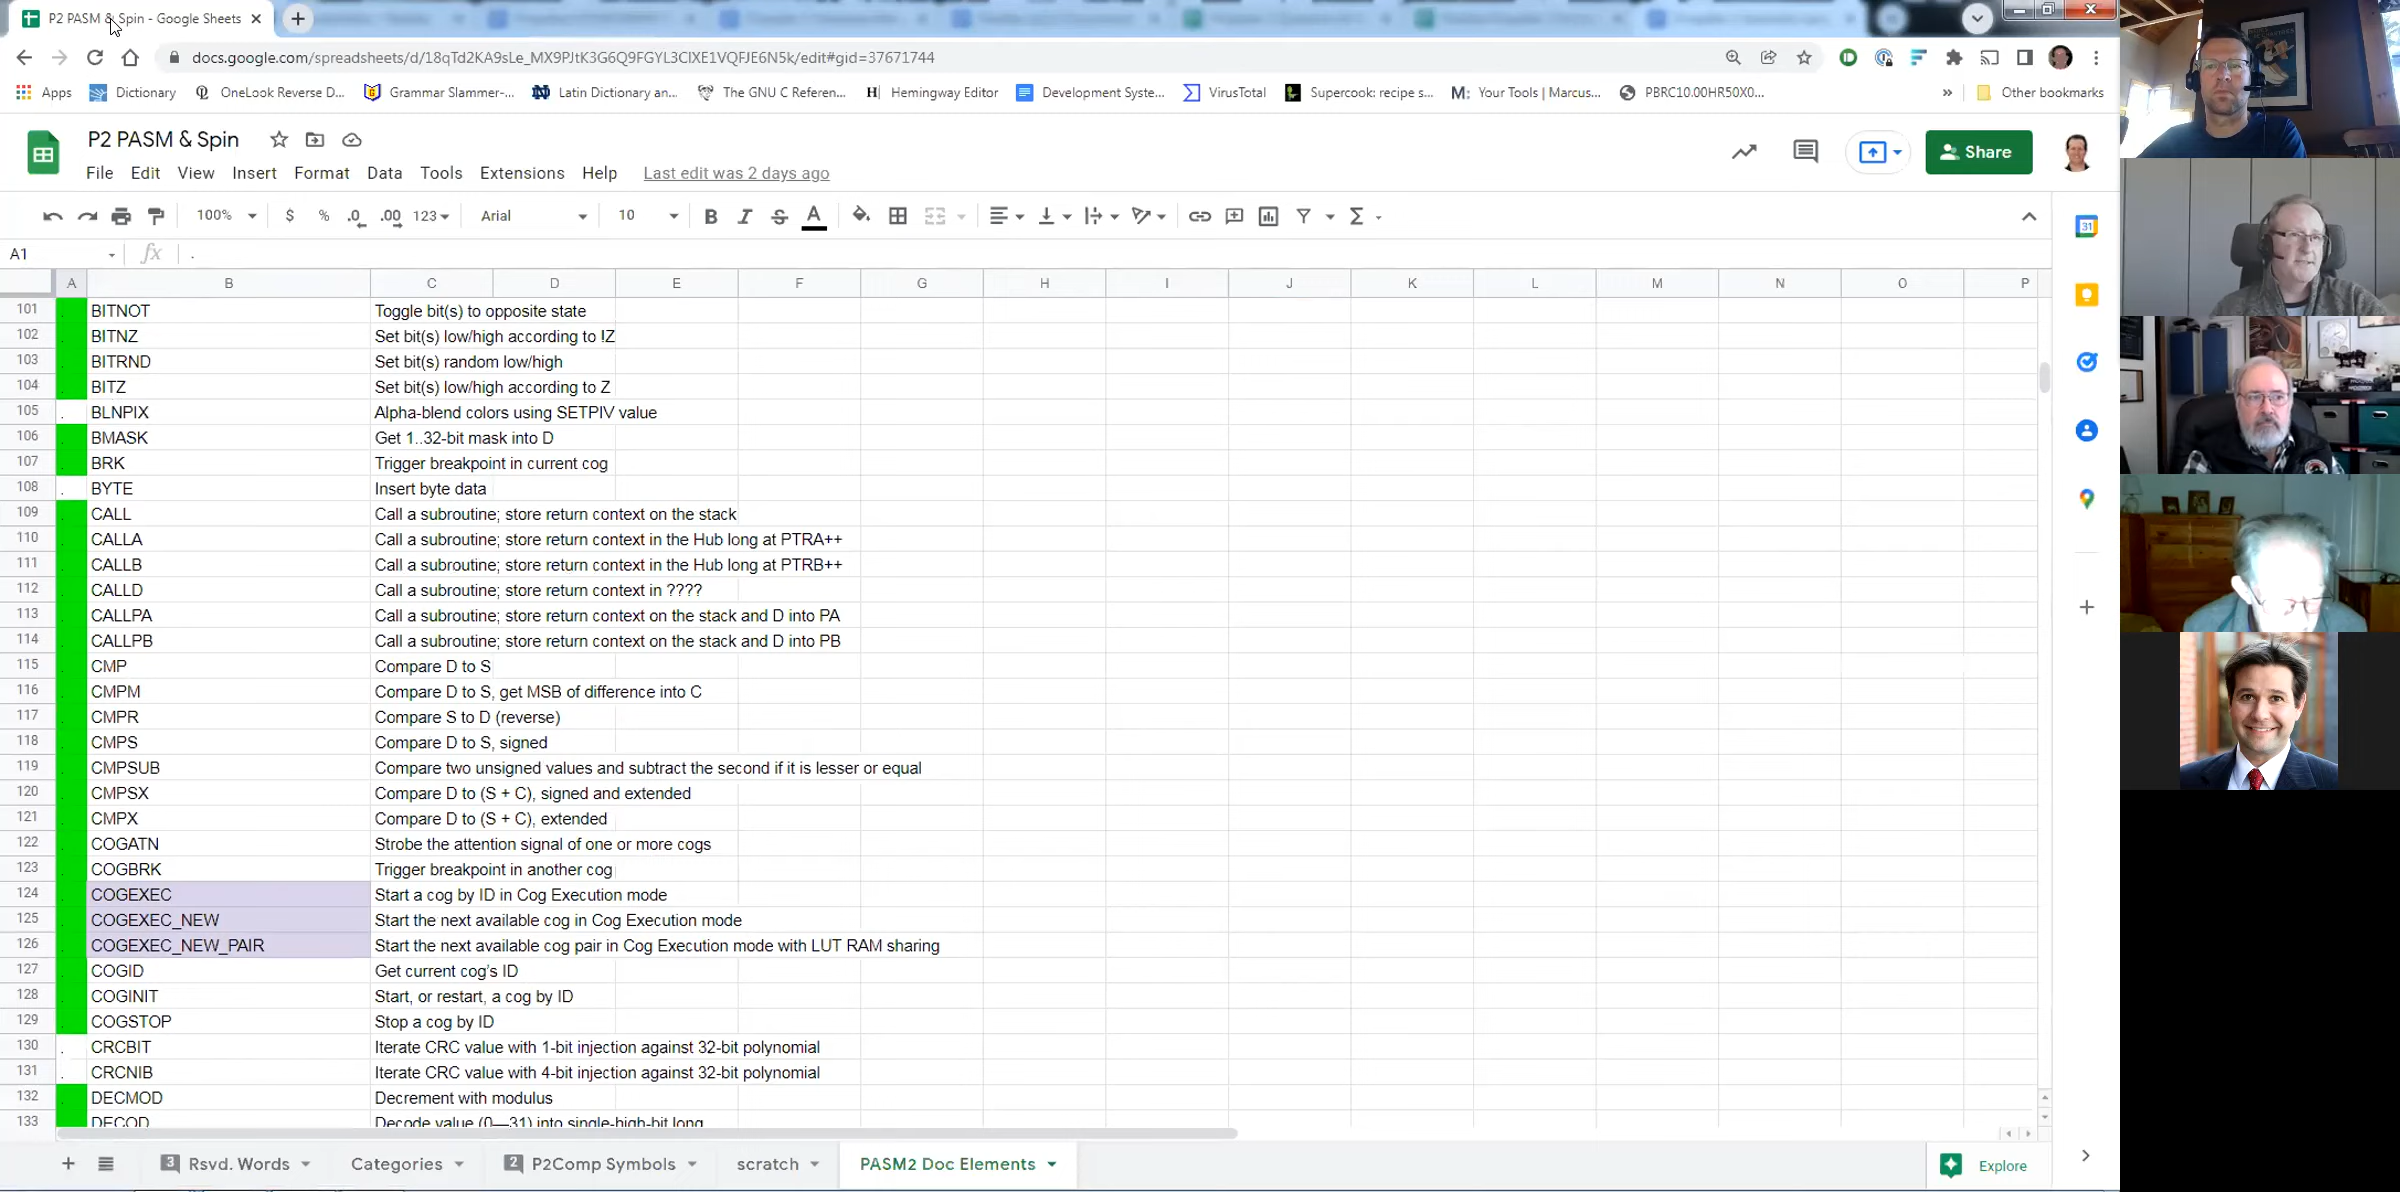 P2 PASM & Spin - Google Sheets
docs.google.com/spreadsheets/d/18qTd2KA9sLe_MX9PJtK3G6Q9FGYL3ClXE1VQFJE6N5k/edit#gid=37671744
Apps Dictionary OneLook Reverse D... Grammar Slammer-... Latin Dictionary an... The GNU C Referen... Hemingway Editor Development Syste... VirusTotal Supercook: recipe s... M: Your Tools | Marcus... PBRC10.00HR50X0... » Other bookmarks
P2 PASM & Spin
Share
File Edit View Insert Format Data Tools Extensions Help Last edit was 2 days ago
100% $ % .0 .00 123 Arial 10 B I S A
A1 fx .
A B C D E F G H I J K L M N O P
101 BITNOT Toggle bit(s) to opposite state
102 BITNZ Set bit(s) low/high according to !Z
103 BITRND Set bit(s) random low/high
104 BITZ Set bit(s) low/high according to Z
105 . BLNPIX Alpha-blend colors using SETPIV value
106 BMASK Get 1..32-bit mask into D
107 BRK Trigger breakpoint in current cog
108 . BYTE Insert byte data
109 CALL Call a subroutine; store return context on the stack
110 CALLA Call a subroutine; store return context in the Hub long at PTRA++
111 CALLB Call a subroutine; store return context in the Hub long at PTRB++
112 CALLD Call a subroutine; store return context in ????
113 CALLPA Call a subroutine; store return context on the stack and D into PA
114 CALLPB Call a subroutine; store return context on the stack and D into PB
115 CMP Compare D to S
116 CMPM Compare D to S, get MSB of difference into C
117 CMPR Compare S to D (reverse)
118 CMPS Compare D to S, signed
119 CMPSUB Compare two unsigned values and subtract the second if it is lesser or equal
120 CMPSX Compare D to (S + C), signed and extended
121 CMPX Compare D to (S + C), extended
122 COGATN Strobe the attention signal of one or more cogs
123 COGBRK Trigger breakpoint in another cog
124 COGEXEC Start a cog by ID in Cog Execution mode
125 COGEXEC_NEW Start the next available cog in Cog Execution mode
126 COGEXEC_NEW_PAIR Start the next available cog pair in Cog Execution mode with LUT RAM sharing
127 COGID Get current cog's ID
128 COGINIT Start, or restart, a cog by ID
129 COGSTOP Stop a cog by ID
130 . CRCBIT Iterate CRC value with 1-bit injection against 32-bit polynomial
131 . CRCNIB Iterate CRC value with 4-bit injection against 32-bit polynomial
132 DECMOD Decrement with modulus
133 DECOD Decode value (0—31) into single-high-bit long
3 Rsvd. Words Categories 2 P2Comp Symbols scratch PASM2 Doc Elements Explore